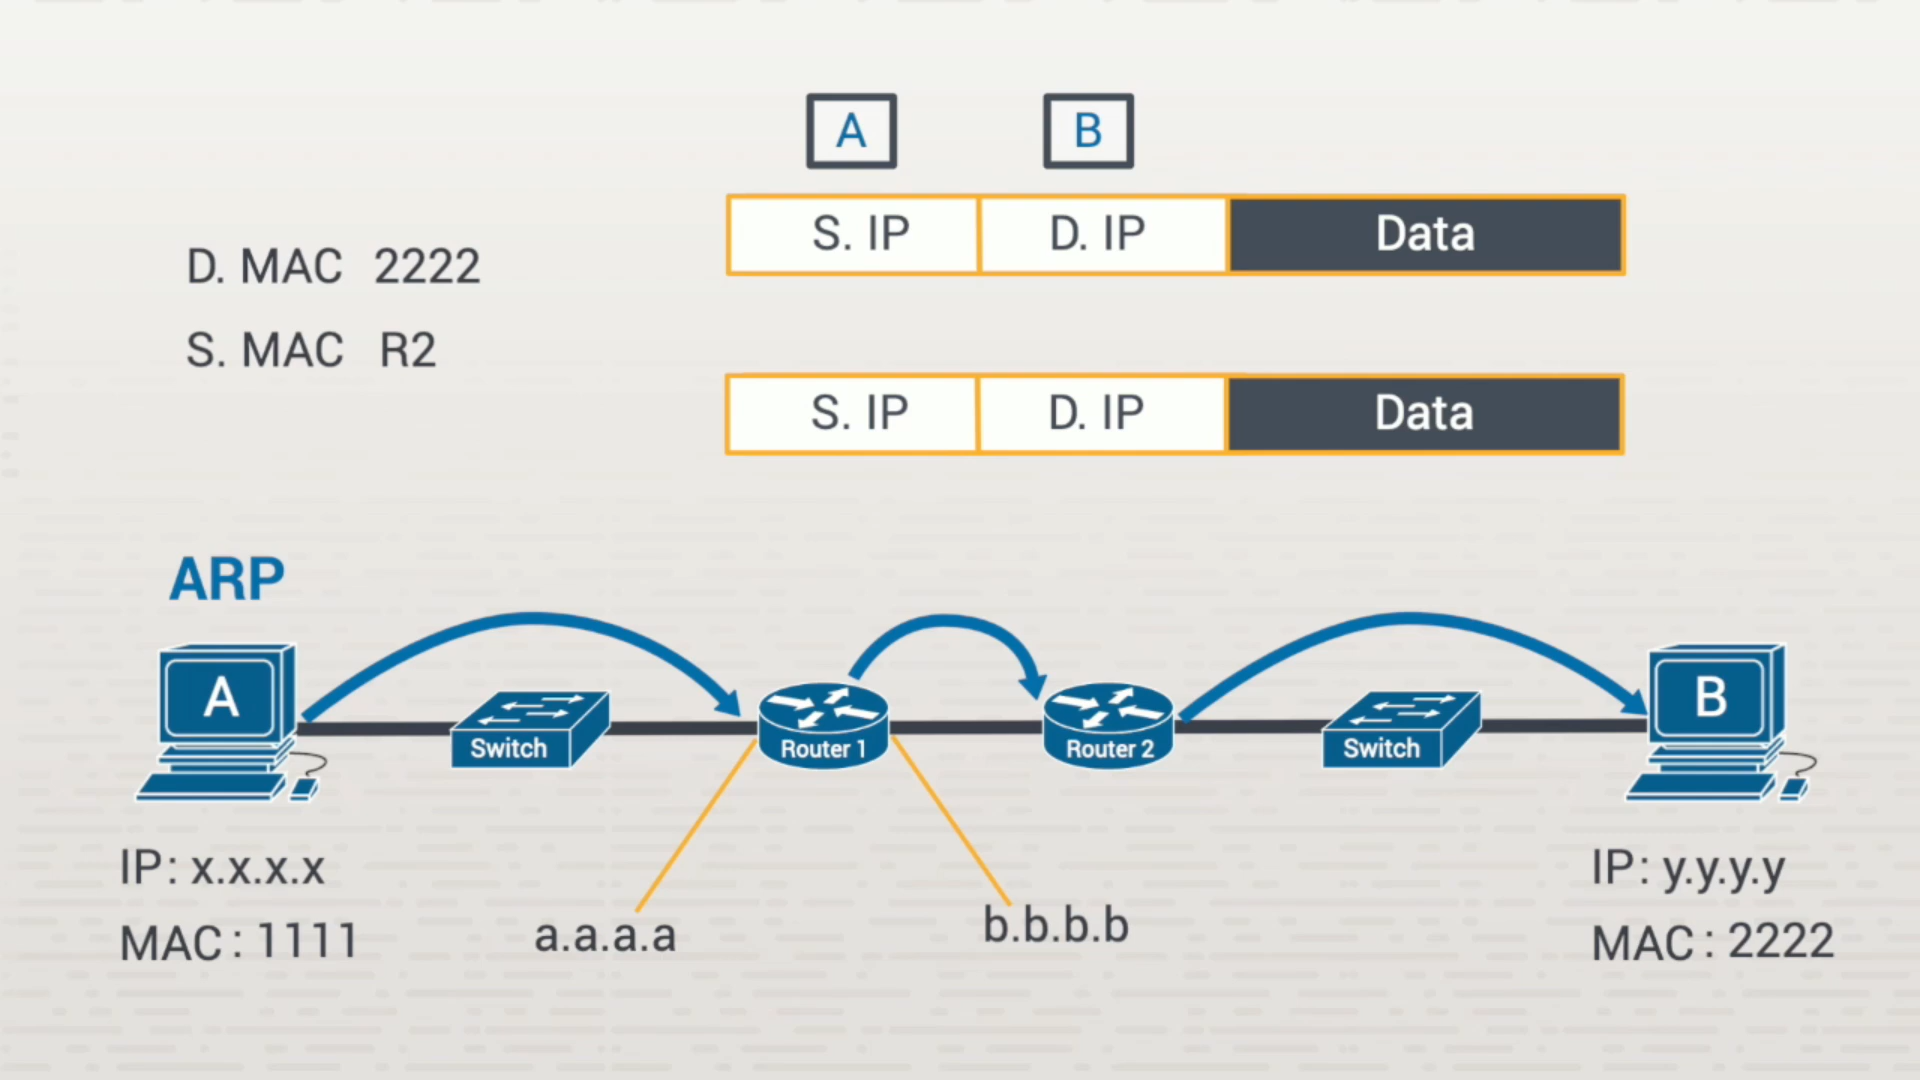 A B
S. IP D. IP Data
D. MAC 2222
S. MAC R2
S. IP D. IP Data
ARP
A
B
Switch
Router 1
Router 2
Switch
IP: x.x.x.x
MAC: 1111
a.a.a.a
b.b.b.b
IP: y.y.y.y
MAC: 2222